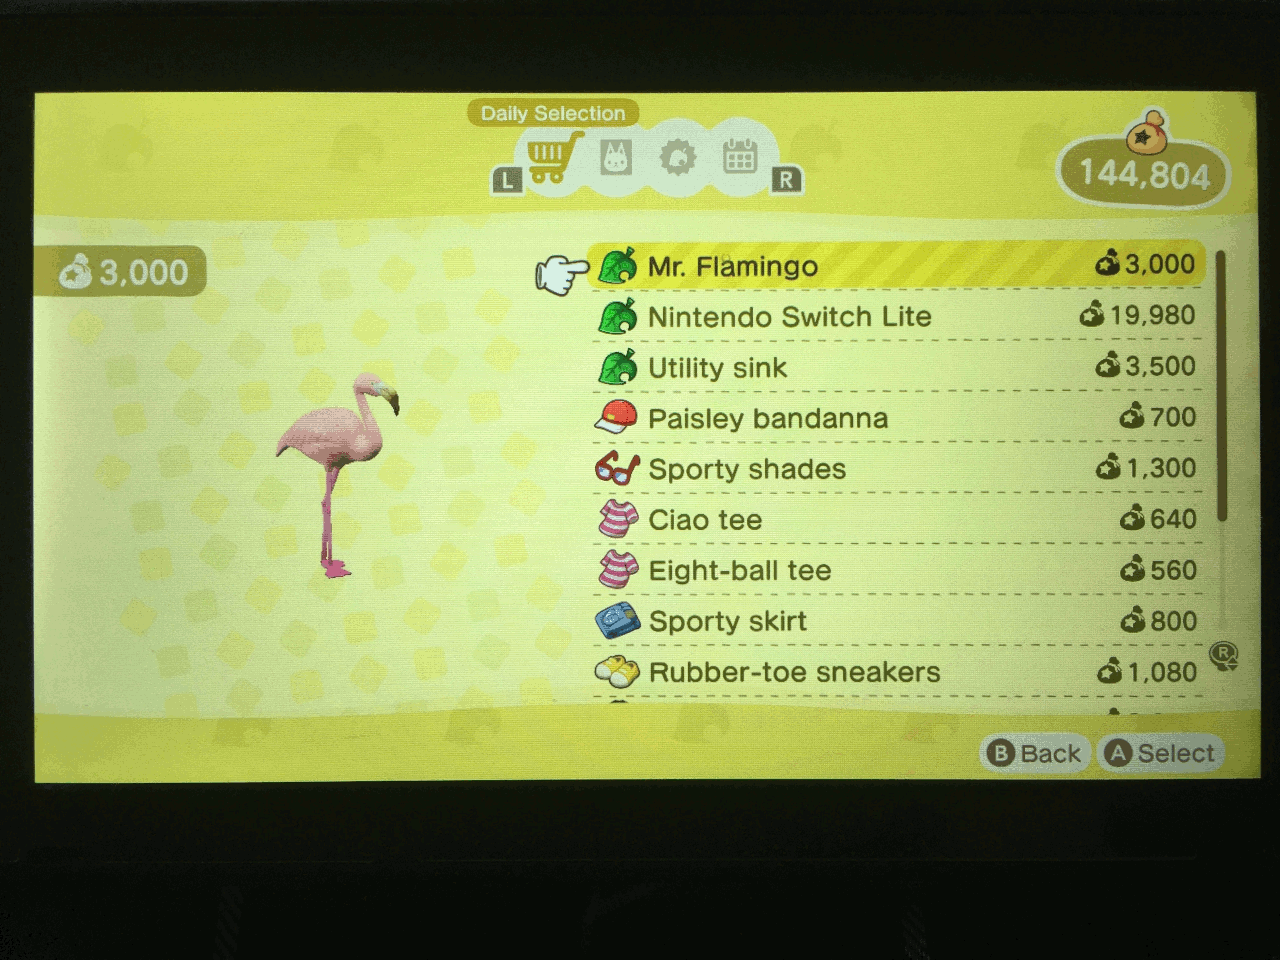 Daily Selection
L
R
144,804
3,000
Mr. Flamingo 3,000
Nintendo Switch Lite 19,980
Utility sink 3,500
Paisley bandanna 700
Sporty shades 1,300
Ciao tee 640
Eight-ball tee 560
Sporty skirt 800
Rubber-toe sneakers 1,080
R
B Back A Select